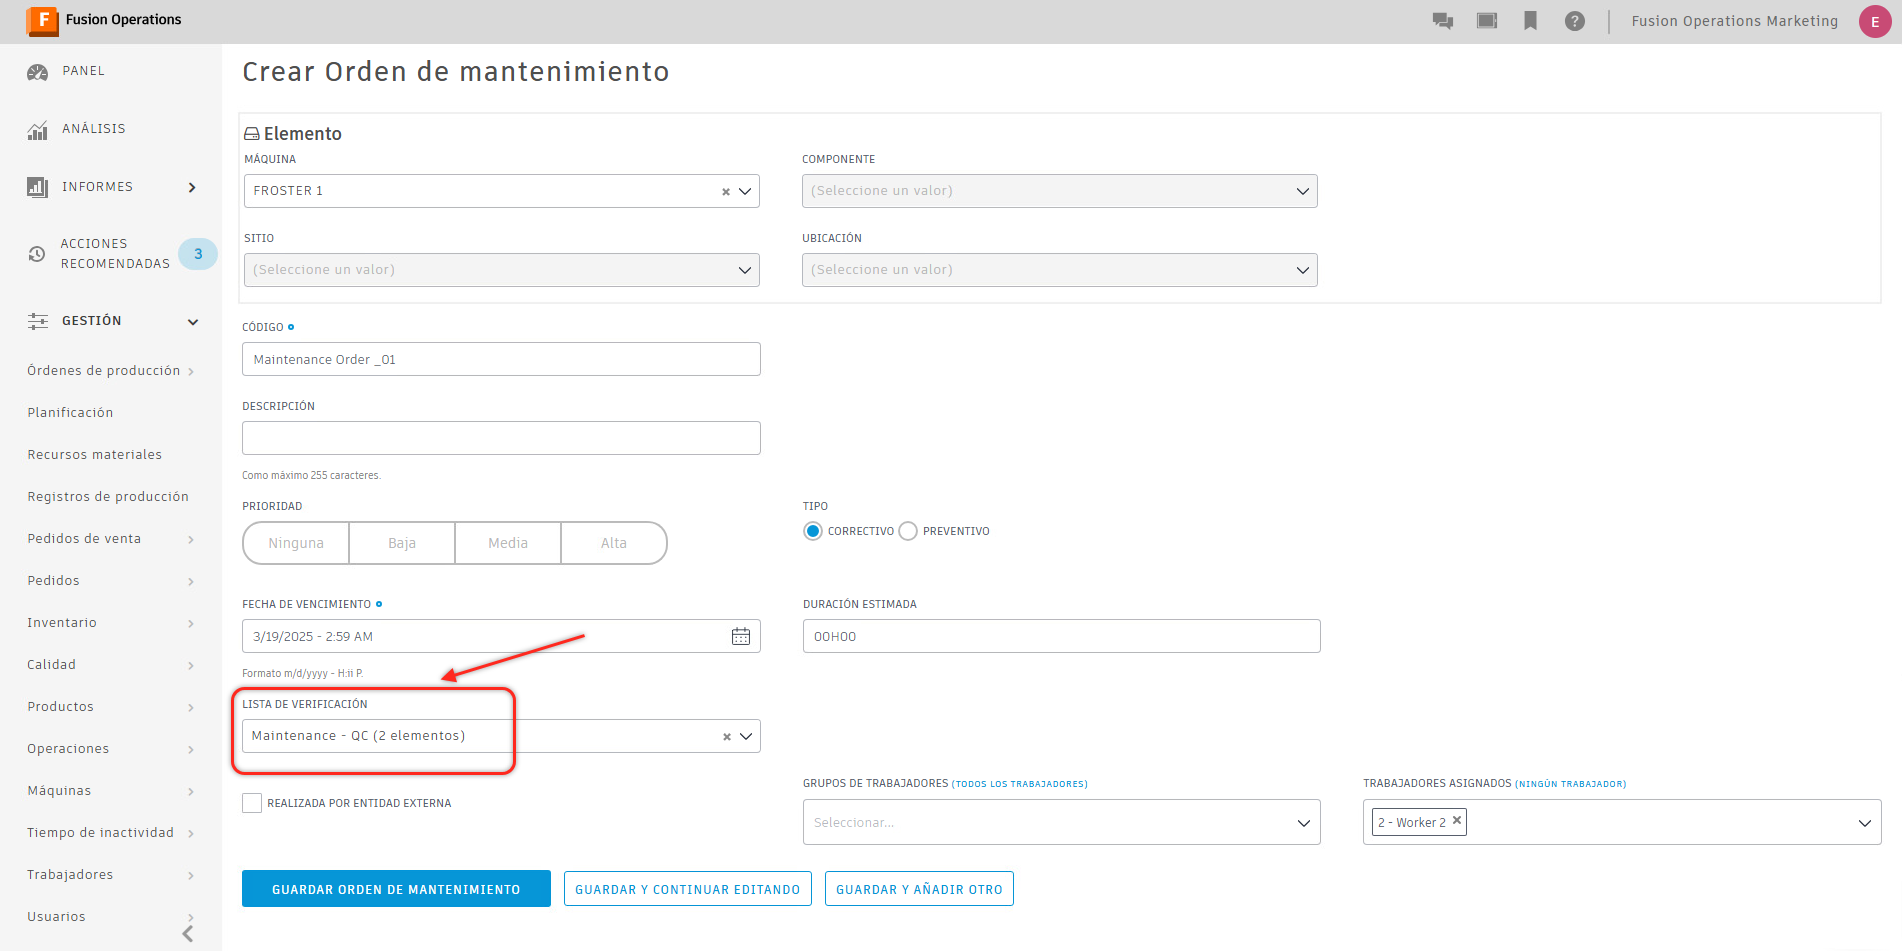 F Fusion Operations
? Fusion Operations Marketing E
PANEL
ANÁLISIS
INFORMES
ACCIONES
RECOMENDADAS
3
GESTIÓN
Órdenes de producción
Planificación
Recursos materiales
Registros de producción
Pedidos de venta
Pedidos
Inventario
Calidad
Productos
Operaciones
Máquinas
Tiempo de inactividad
Trabajadores
Usuarios
Crear Orden de mantenimiento
Elemento
MÁQUINA
FROSTER 1
COMPONENTE
(Seleccione un valor)
SITIO
(Seleccione un valor)
UBICACIÓN
(Seleccione un valor)
CÓDIGO
Maintenance Order _01
DESCRIPCIÓN
Como máximo 255 caracteres.
PRIORIDAD
Ninguna Baja Media Alta
TIPO
CORRECTIVO PREVENTIVO
FECHA DE VENCIMIENTO
3/19/2025 - 2:59 AM
Formato m/d/yyyy - H:ii P.
DURACIÓN ESTIMADA
00H00
LISTA DE VERIFICACIÓN
Maintenance - QC (2 elementos)
REALIZADA POR ENTIDAD EXTERNA
GRUPOS DE TRABAJADORES (TODOS LOS TRABAJADORES)
Seleccionar...
TRABAJADORES ASIGNADOS (NINGÚN TRABAJADOR)
2 - Worker 2
GUARDAR ORDEN DE MANTENIMIENTO
GUARDAR Y CONTINUAR EDITANDO
GUARDAR Y AÑADIR OTRO